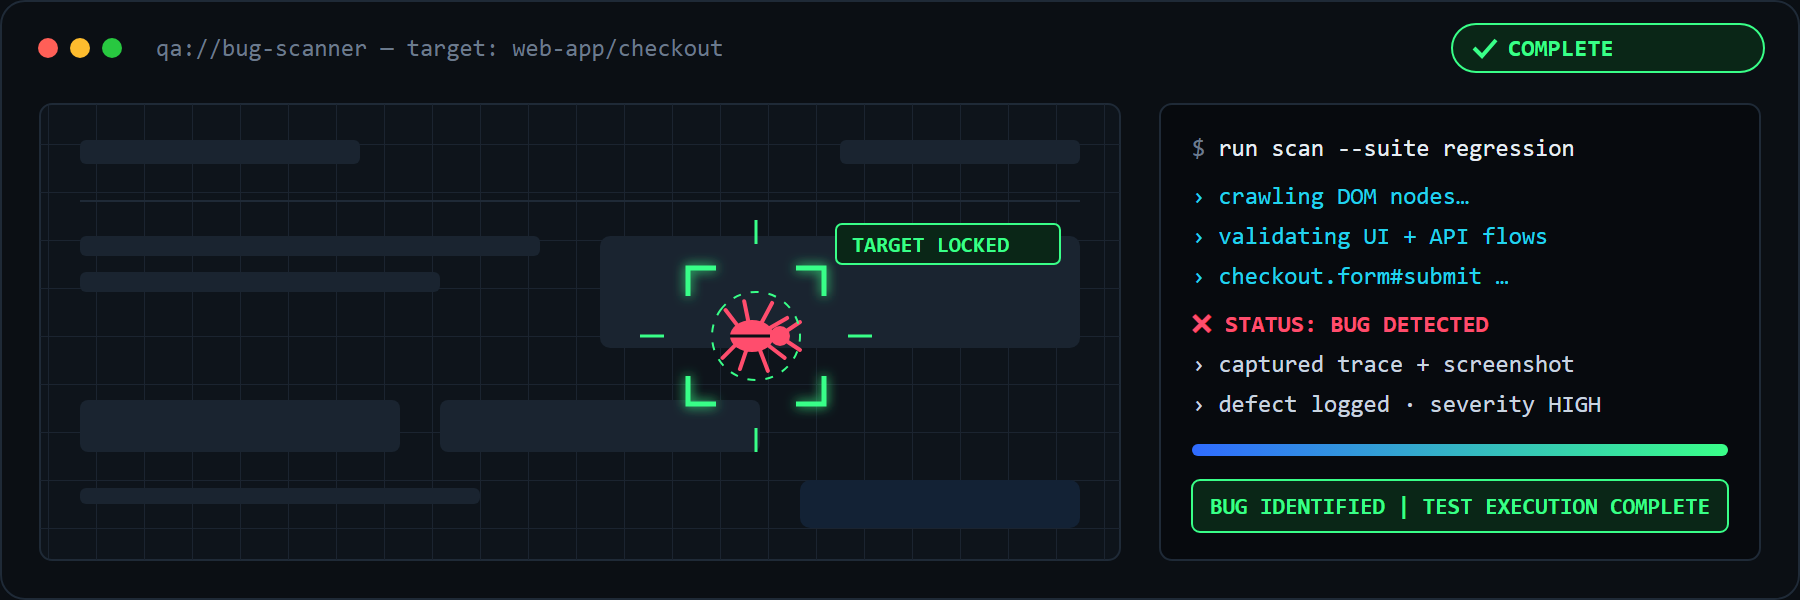 qa://bug-scanner — target: web-app/checkout
✓ COMPLETE
TARGET LOCKED
$ run scan --suite regression
› crawling DOM nodes…
› validating UI + API flows
› checkout.form#submit …
✗ STATUS: BUG DETECTED
› captured trace + screenshot
› defect logged · severity HIGH
BUG IDENTIFIED | TEST EXECUTION COMPLETE